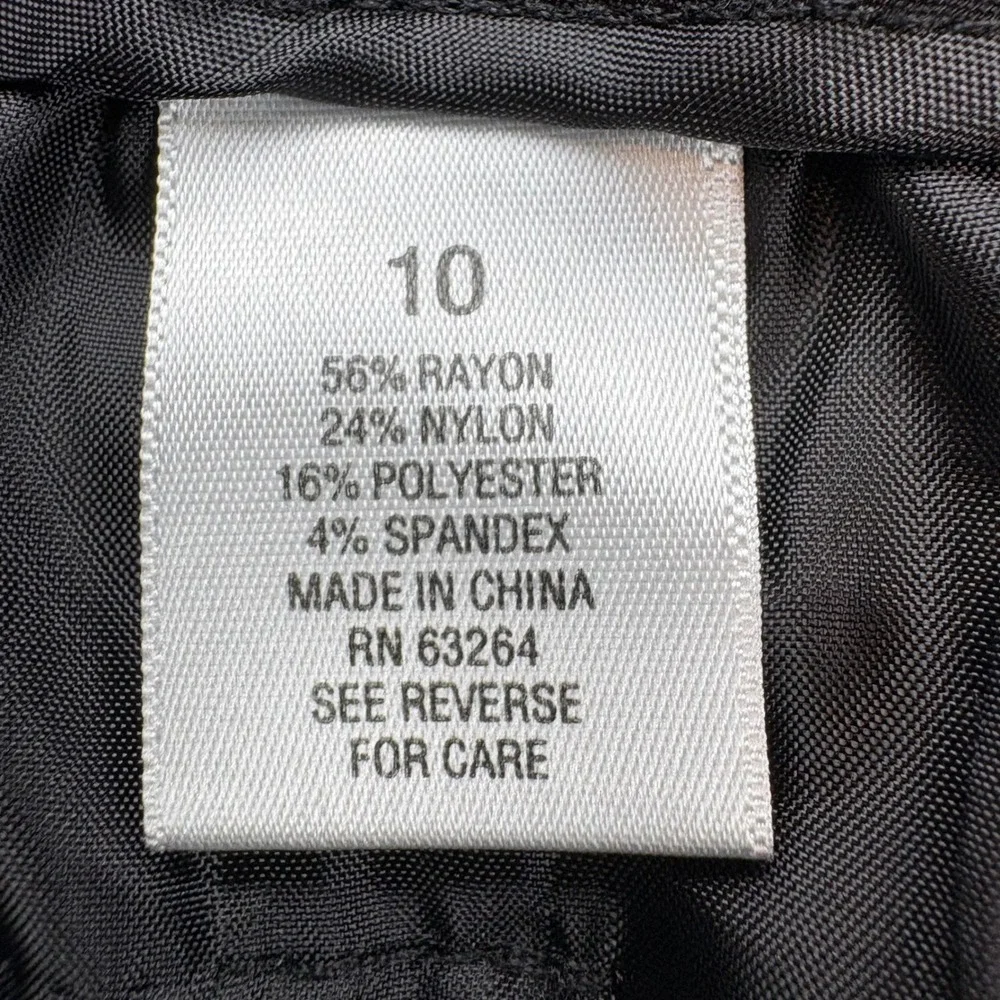 10
56% RAYON
24% NYLON
16% POLYESTER
4% SPANDEX
MADE IN CHINA
RN 63264
SEE REVERSE
FOR CARE